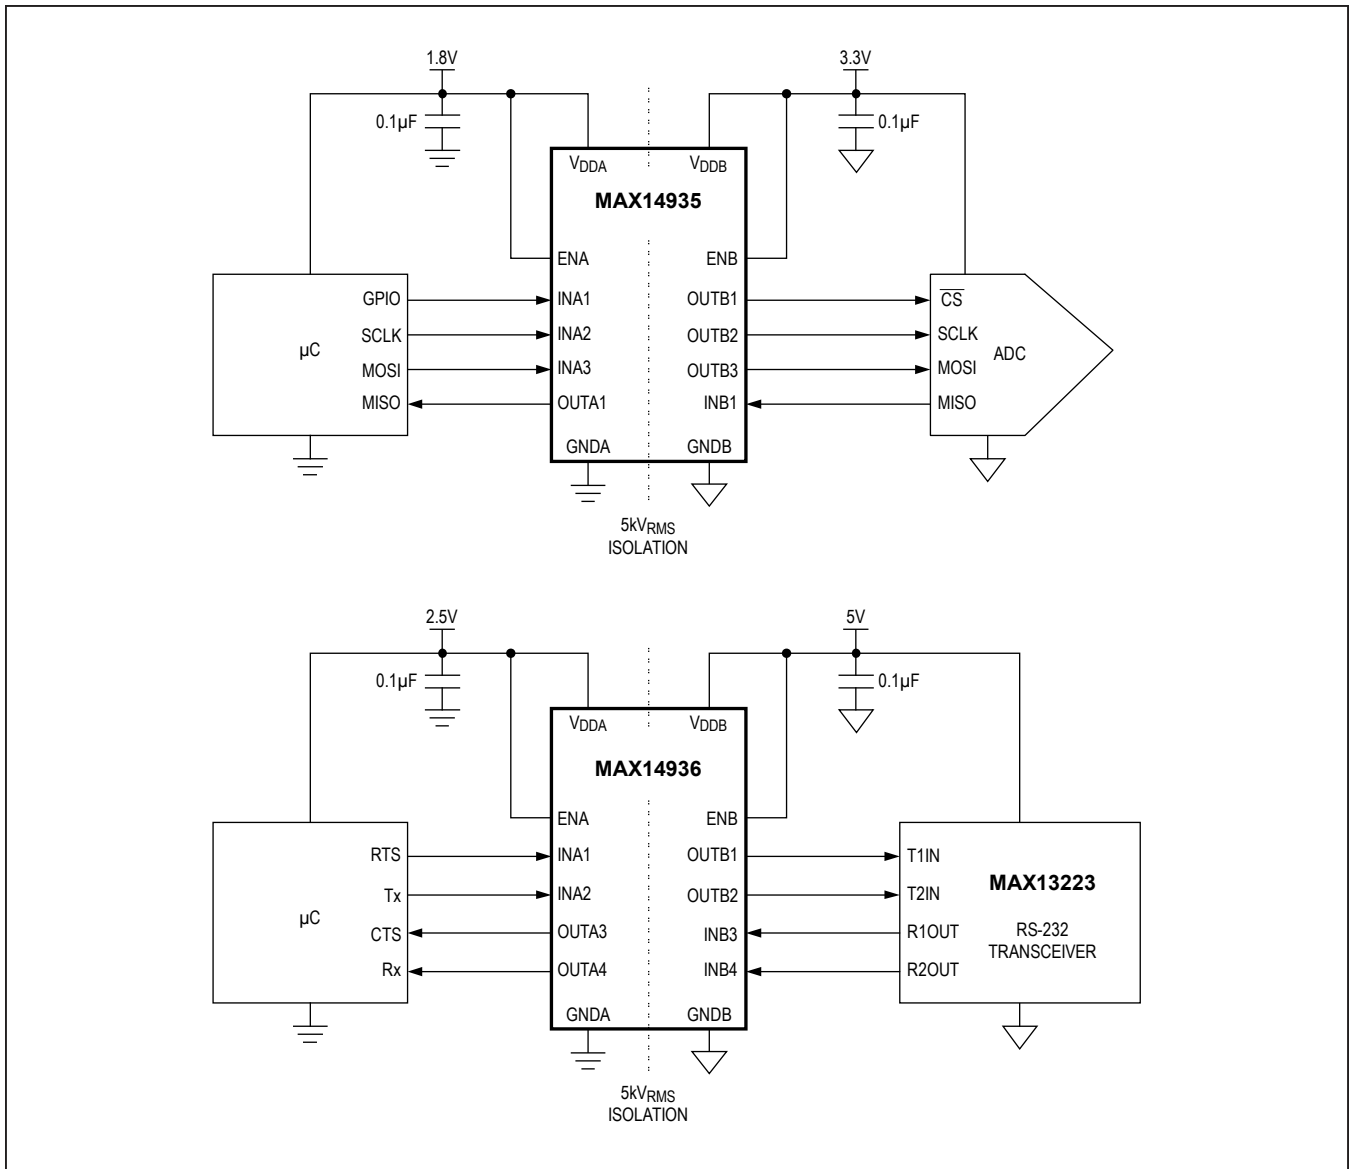 1.8V
3.3V
0.1µF
0.1µF
VDDA
VDDB
MAX14935
ENA
ENB
GPIO
INA1
OUTB1
CS
SCLK
INA2
OUTB2
SCLK
µC
ADC
MOSI
INA3
OUTB3
MOSI
MISO
OUTA1
INB1
MISO
GNDA
GNDB
5kVRMS
ISOLATION
2.5V
5V
0.1µF
0.1µF
VDDA
VDDB
MAX14936
ENA
ENB
RTS
INA1
OUTB1
T1IN
MAX13223
Tx
INA2
OUTB2
T2IN
µC
CTS
OUTA3
INB3
R1OUT
RS-232
TRANSCEIVER
Rx
OUTA4
INB4
R2OUT
GNDA
GNDB
5kVRMS
ISOLATION